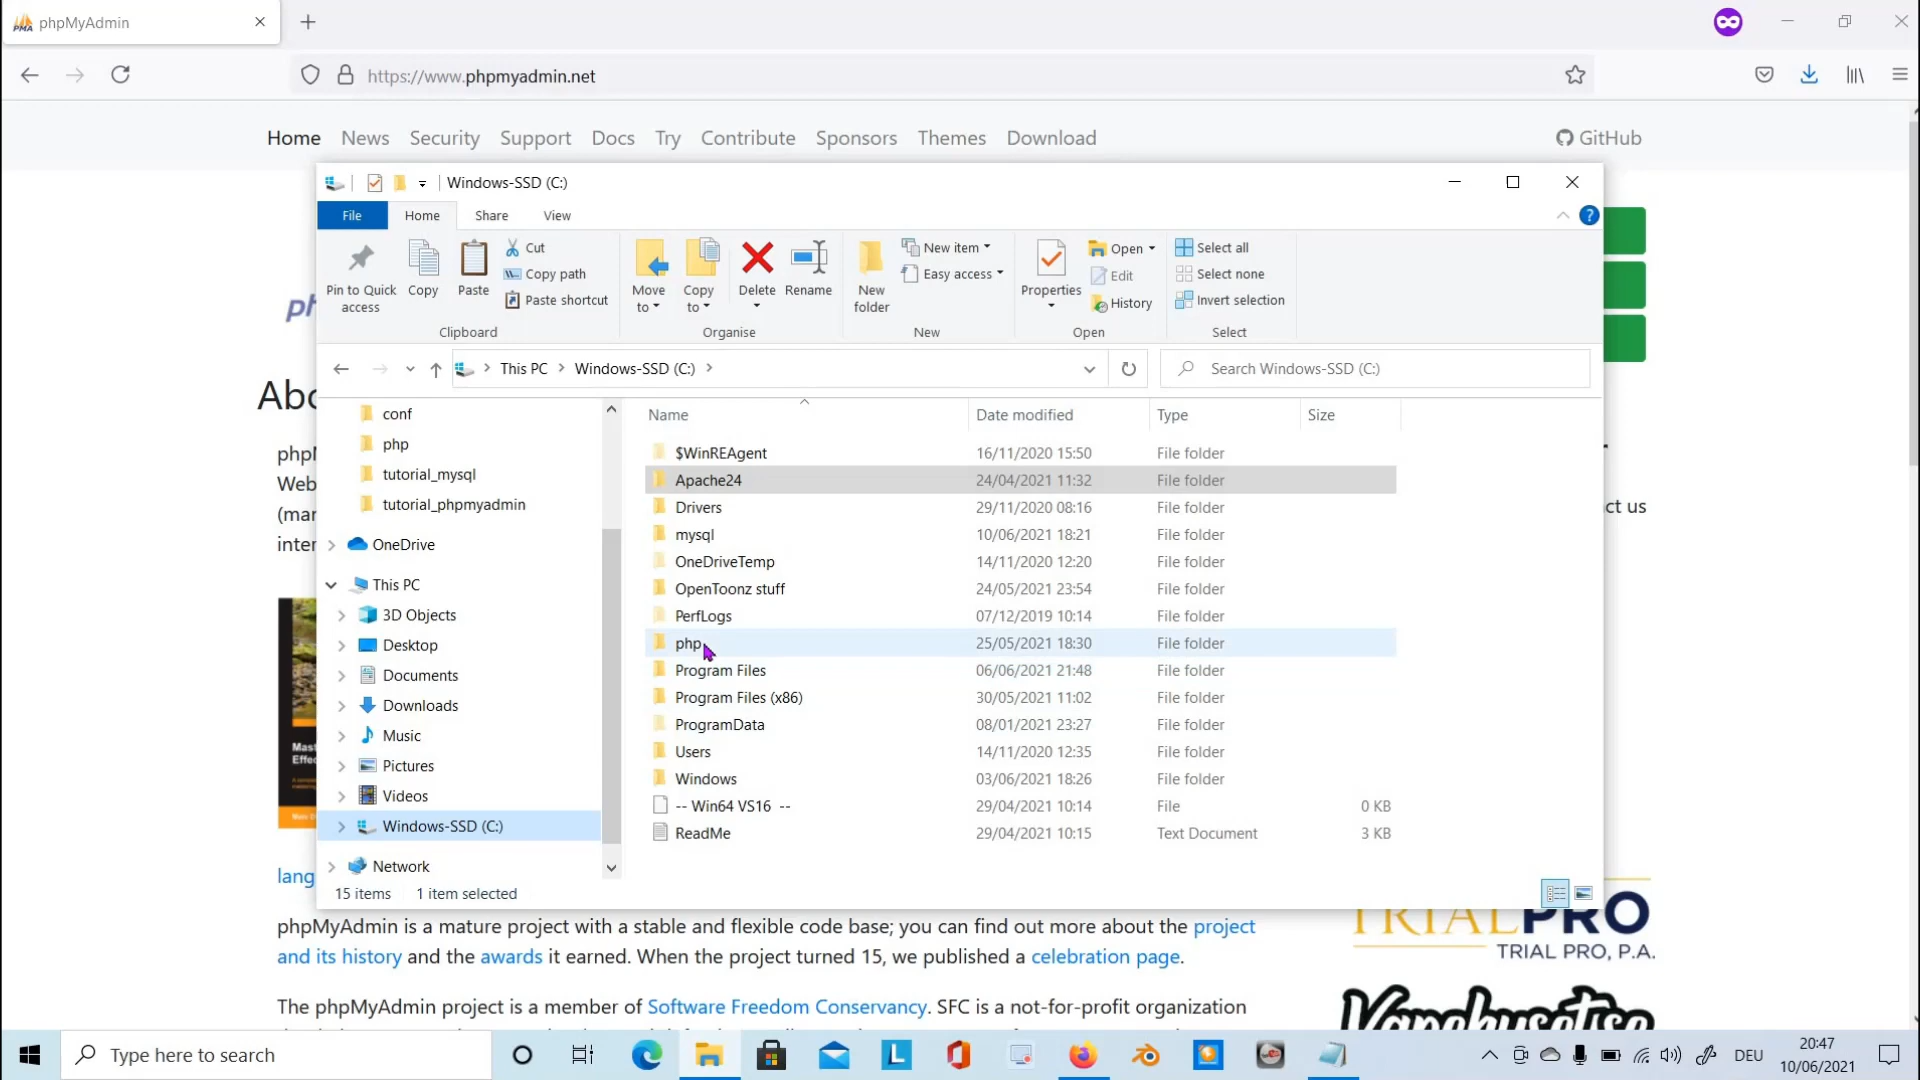 phpMyAdmin
https://www.phpmyadmin.net
Home News Security Support Docs Try Contribute Sponsors Themes Download GitHub
Windows-SSD (C:)
File Home Share View
Pin to Quick access
Copy
Paste
Cut
Copy path
Paste shortcut
Clipboard
Move to
Copy to
Delete
Rename
Organise
New folder
New item
Easy access
New
Properties
Open
Edit
History
Open
Select all
Select none
Invert selection
Select
This PC > Windows-SSD (C:)
Search Windows-SSD (C:)
conf
php
tutorial_mysql
tutorial_phpmyadmin
OneDrive
This PC
3D Objects
Desktop
Documents
Downloads
Music
Pictures
Videos
Windows-SSD (C:)
Network
Name Date modified Type Size
$WinREAgent 16/11/2020 15:50 File folder
Apache24 24/04/2021 11:32 File folder
Drivers 29/11/2020 08:16 File folder
mysql 10/06/2021 18:21 File folder
OneDriveTemp 14/11/2020 12:20 File folder
OpenToonz stuff 24/05/2021 23:54 File folder
PerfLogs 07/12/2019 10:14 File folder
php 25/05/2021 18:30 File folder
Program Files 06/06/2021 21:48 File folder
Program Files (x86) 30/05/2021 11:02 File folder
ProgramData 08/01/2021 23:27 File folder
Users 14/11/2020 12:35 File folder
Windows 03/06/2021 18:26 File folder
-- Win64 VS16 -- 29/04/2021 10:14 File 0 KB
ReadMe 29/04/2021 10:15 Text Document 3 KB
15 items 1 item selected
ct us
TRIALPRO
TRIAL PRO, P.A.
phpMyAdmin is a mature project with a stable and flexible code base; you can find out more about the project
and its history and the awards it earned. When the project turned 15, we published a celebration page.
The phpMyAdmin project is a member of Software Freedom Conservancy. SFC is a not-for-profit organization
Type here to search
DEU
20:47
10/06/2021